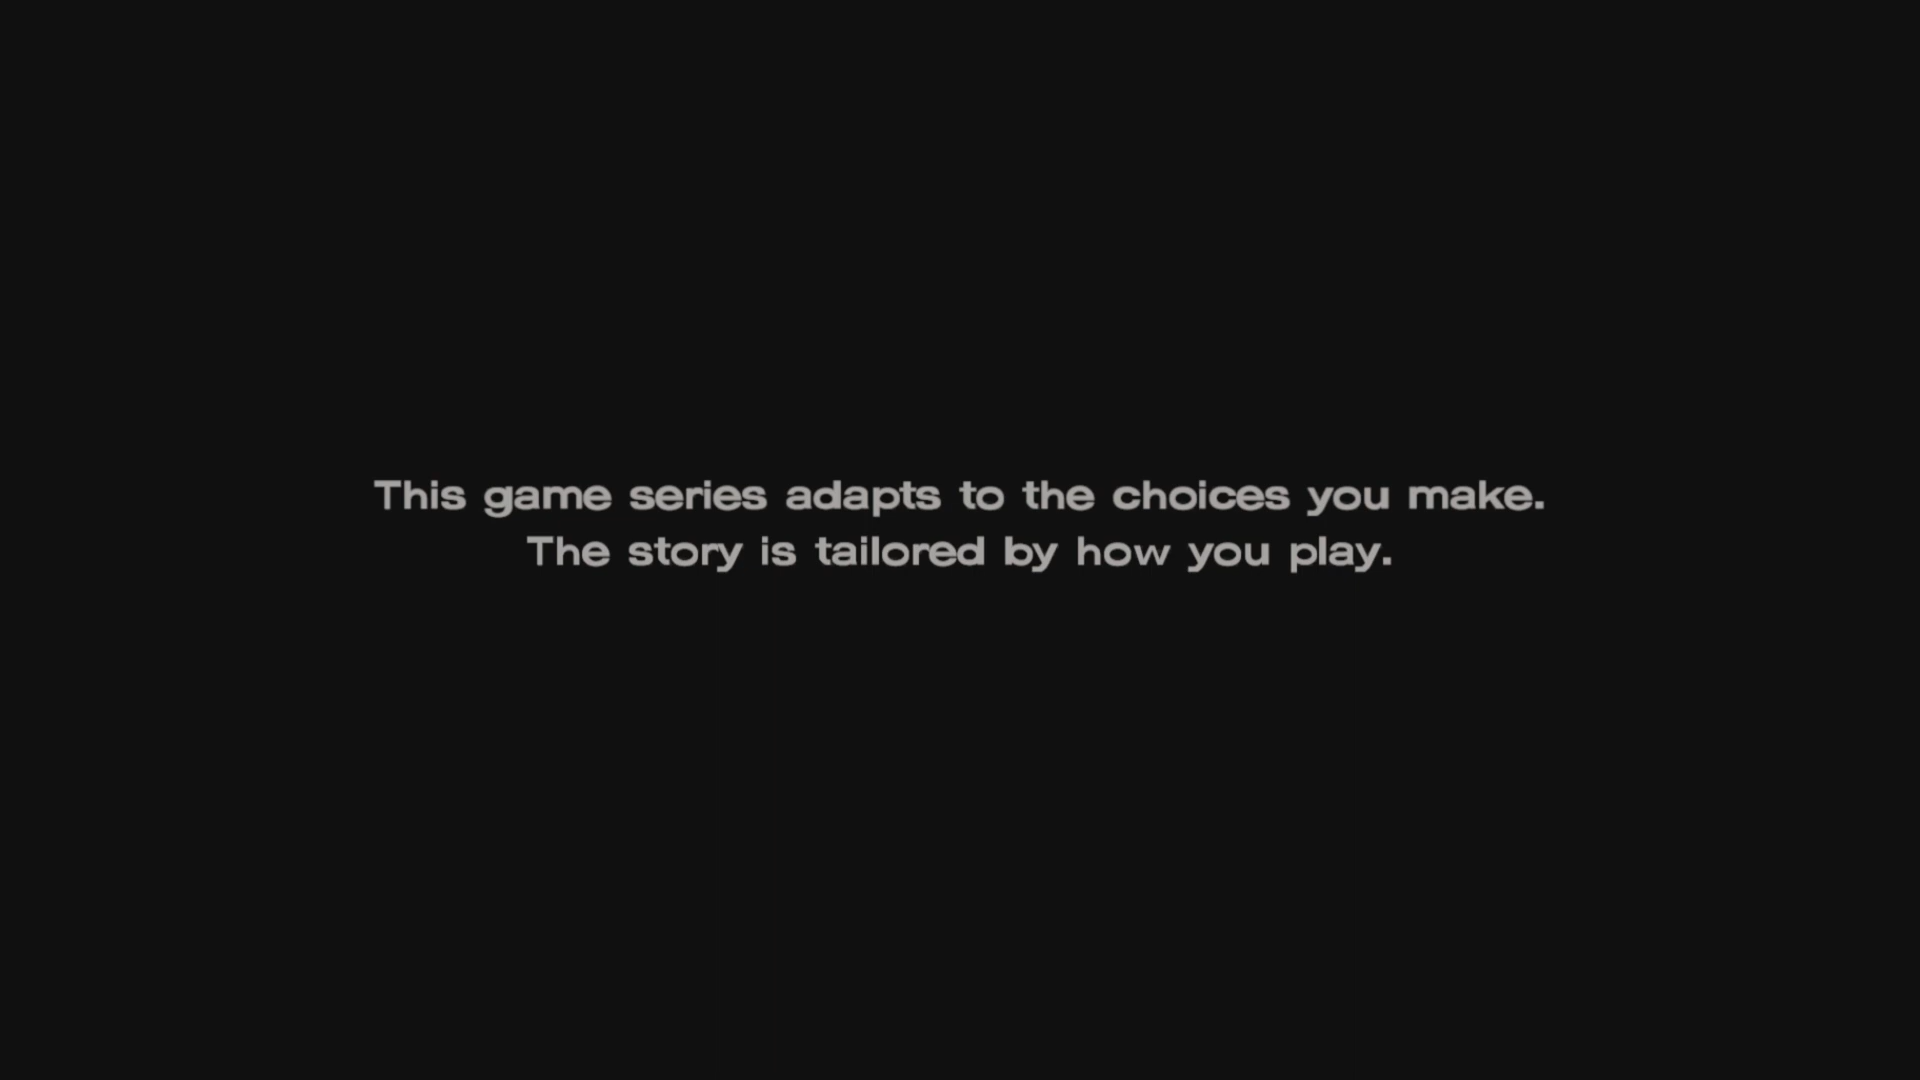 This game series adapts to the choices you make.
The story is tailored by how you play.